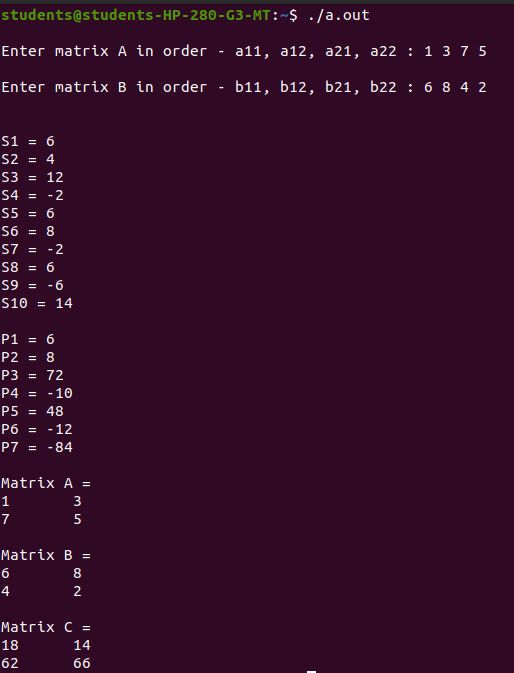 students@students-HP-280-G3-MT:~$ ./a.out
Enter matrix A in order - a11, a12, a21, a22 : 1 3 7 5
Enter matrix B in order - b11, b12, b21, b22 : 6 8 4 2
S1 = 6
S2 = 4
S3 = 12
S4 = -2
S5 = 6
S6 = 8
S7 = -2
S8 = 6
S9 = -6
S10 = 14
P1 = 6
P2 = 8
P3 = 72
P4 = -10
P5 = 48
P6 = -12
P7 = -84
Matrix A =
1 3
7 5
Matrix B =
6 8
4 2
Matrix C =
18 14
62 66